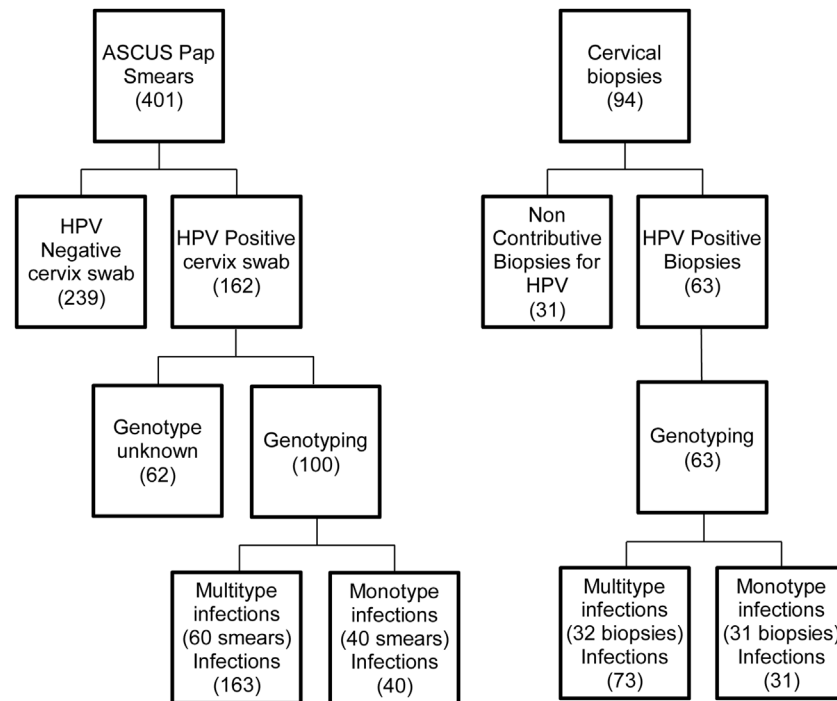 ASCUS Pap
Smears
(401)
Cervical
biopsies
(94)
HPV
Negative
cervix swab
(239)
HPV Positive
cervix swab
(162)
Non
Contributive
Biopsies for
HPV
(31)
HPV Positive
Biopsies
(63)
Genotype
unknown
(62)
Genotyping
(100)
Genotyping
(63)
Multitype
infections
(60 smears)
Infections
(163)
Monotype
infections
(40 smears)
Infections
(40)
Multitype
infections
(32 biopsies)
Infections
(73)
Monotype
infections
(31 biopsies)
Infections
(31)